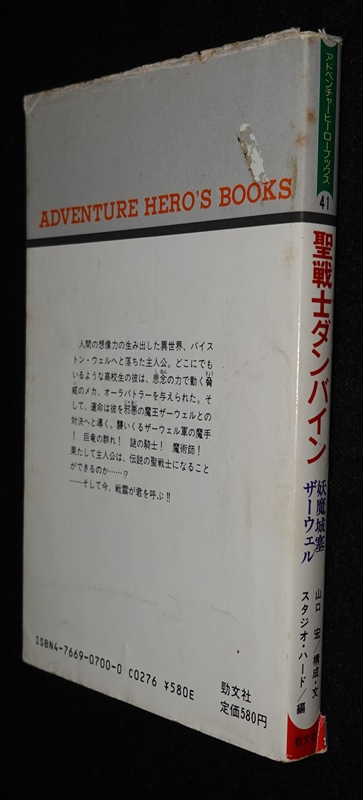 ADVENTURE HERO'S BOOKS
人間の想像力の生み出した異世界、バイス
トン・ウェルへと落ちた主人公。どこにでも
いるような高校生の彼は、思念の力で動く脅
威のメカ、オーラバトラーを与えられた。そ
して、運命は彼を邪悪の魔王ザーウェルとの
対決へと導く。襲いくるザーウェル軍の魔手
！　巨竜の群れ！　謎の騎士！　魔術師！
果たして主人公は、伝説の聖戦士になること
ができるのか……!?
――そして今、戦雲が君を呼ぶ!!
ISBN4-7669-0700-0 C0276 ¥580E
勁文社
定価580円
アドベンチャーヒーローブックス
41
聖戦士ダンバイン
妖魔城塞
ザーウェル
山口 宏/構成・文
スタジオ・ハード/編
勁文社